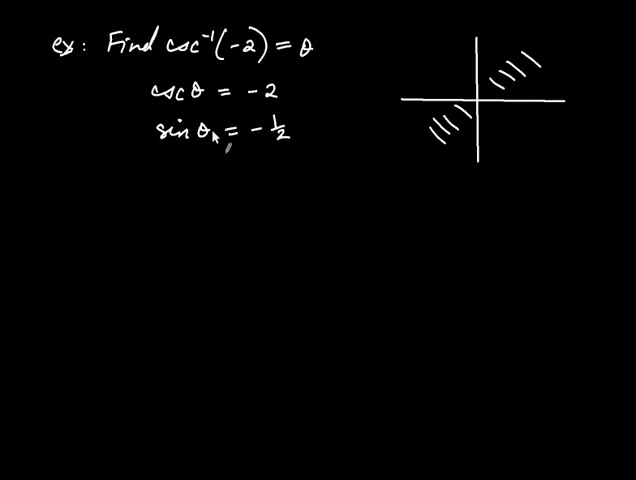 ex: Find csc⁻¹(-2) = θ
csc θ = -2
sin θ = -1/2